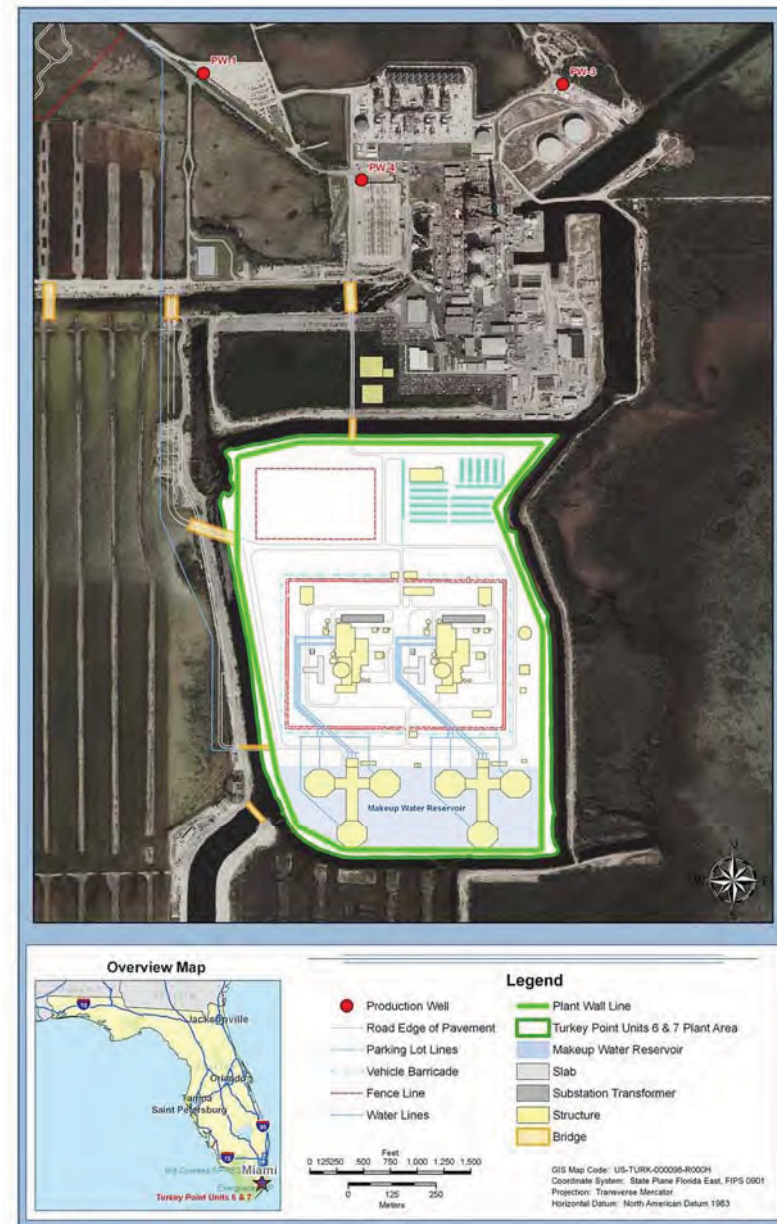 PW-1
PW-3
PW-4
Makeup Water Reservoir
N
W
E
S
Overview Map
Jacksonville
Orlando
Tampa
Saint Petersburg
Miami
Turkey Point Units 6 & 7
10
95
75
Legend
Production Well
Road Edge of Pavement
Parking Lot Lines
Vehicle Barricade
Fence Line
Water Lines
Plant Wall Line
Turkey Point Units 6 & 7 Plant Area
Makeup Water Reservoir
Slab
Substation Transformer
Structure
Bridge
Feet
0 125250 500 750 1,000 1,250 1,500
0 125 250
Meters
GIS Map Code: US-TURK-000098-R000H
Coordinate System: State Plane Florida East, FIPS 0901
Projection: Transverse Mercator
Horizontal Datum: North American Datum 1983